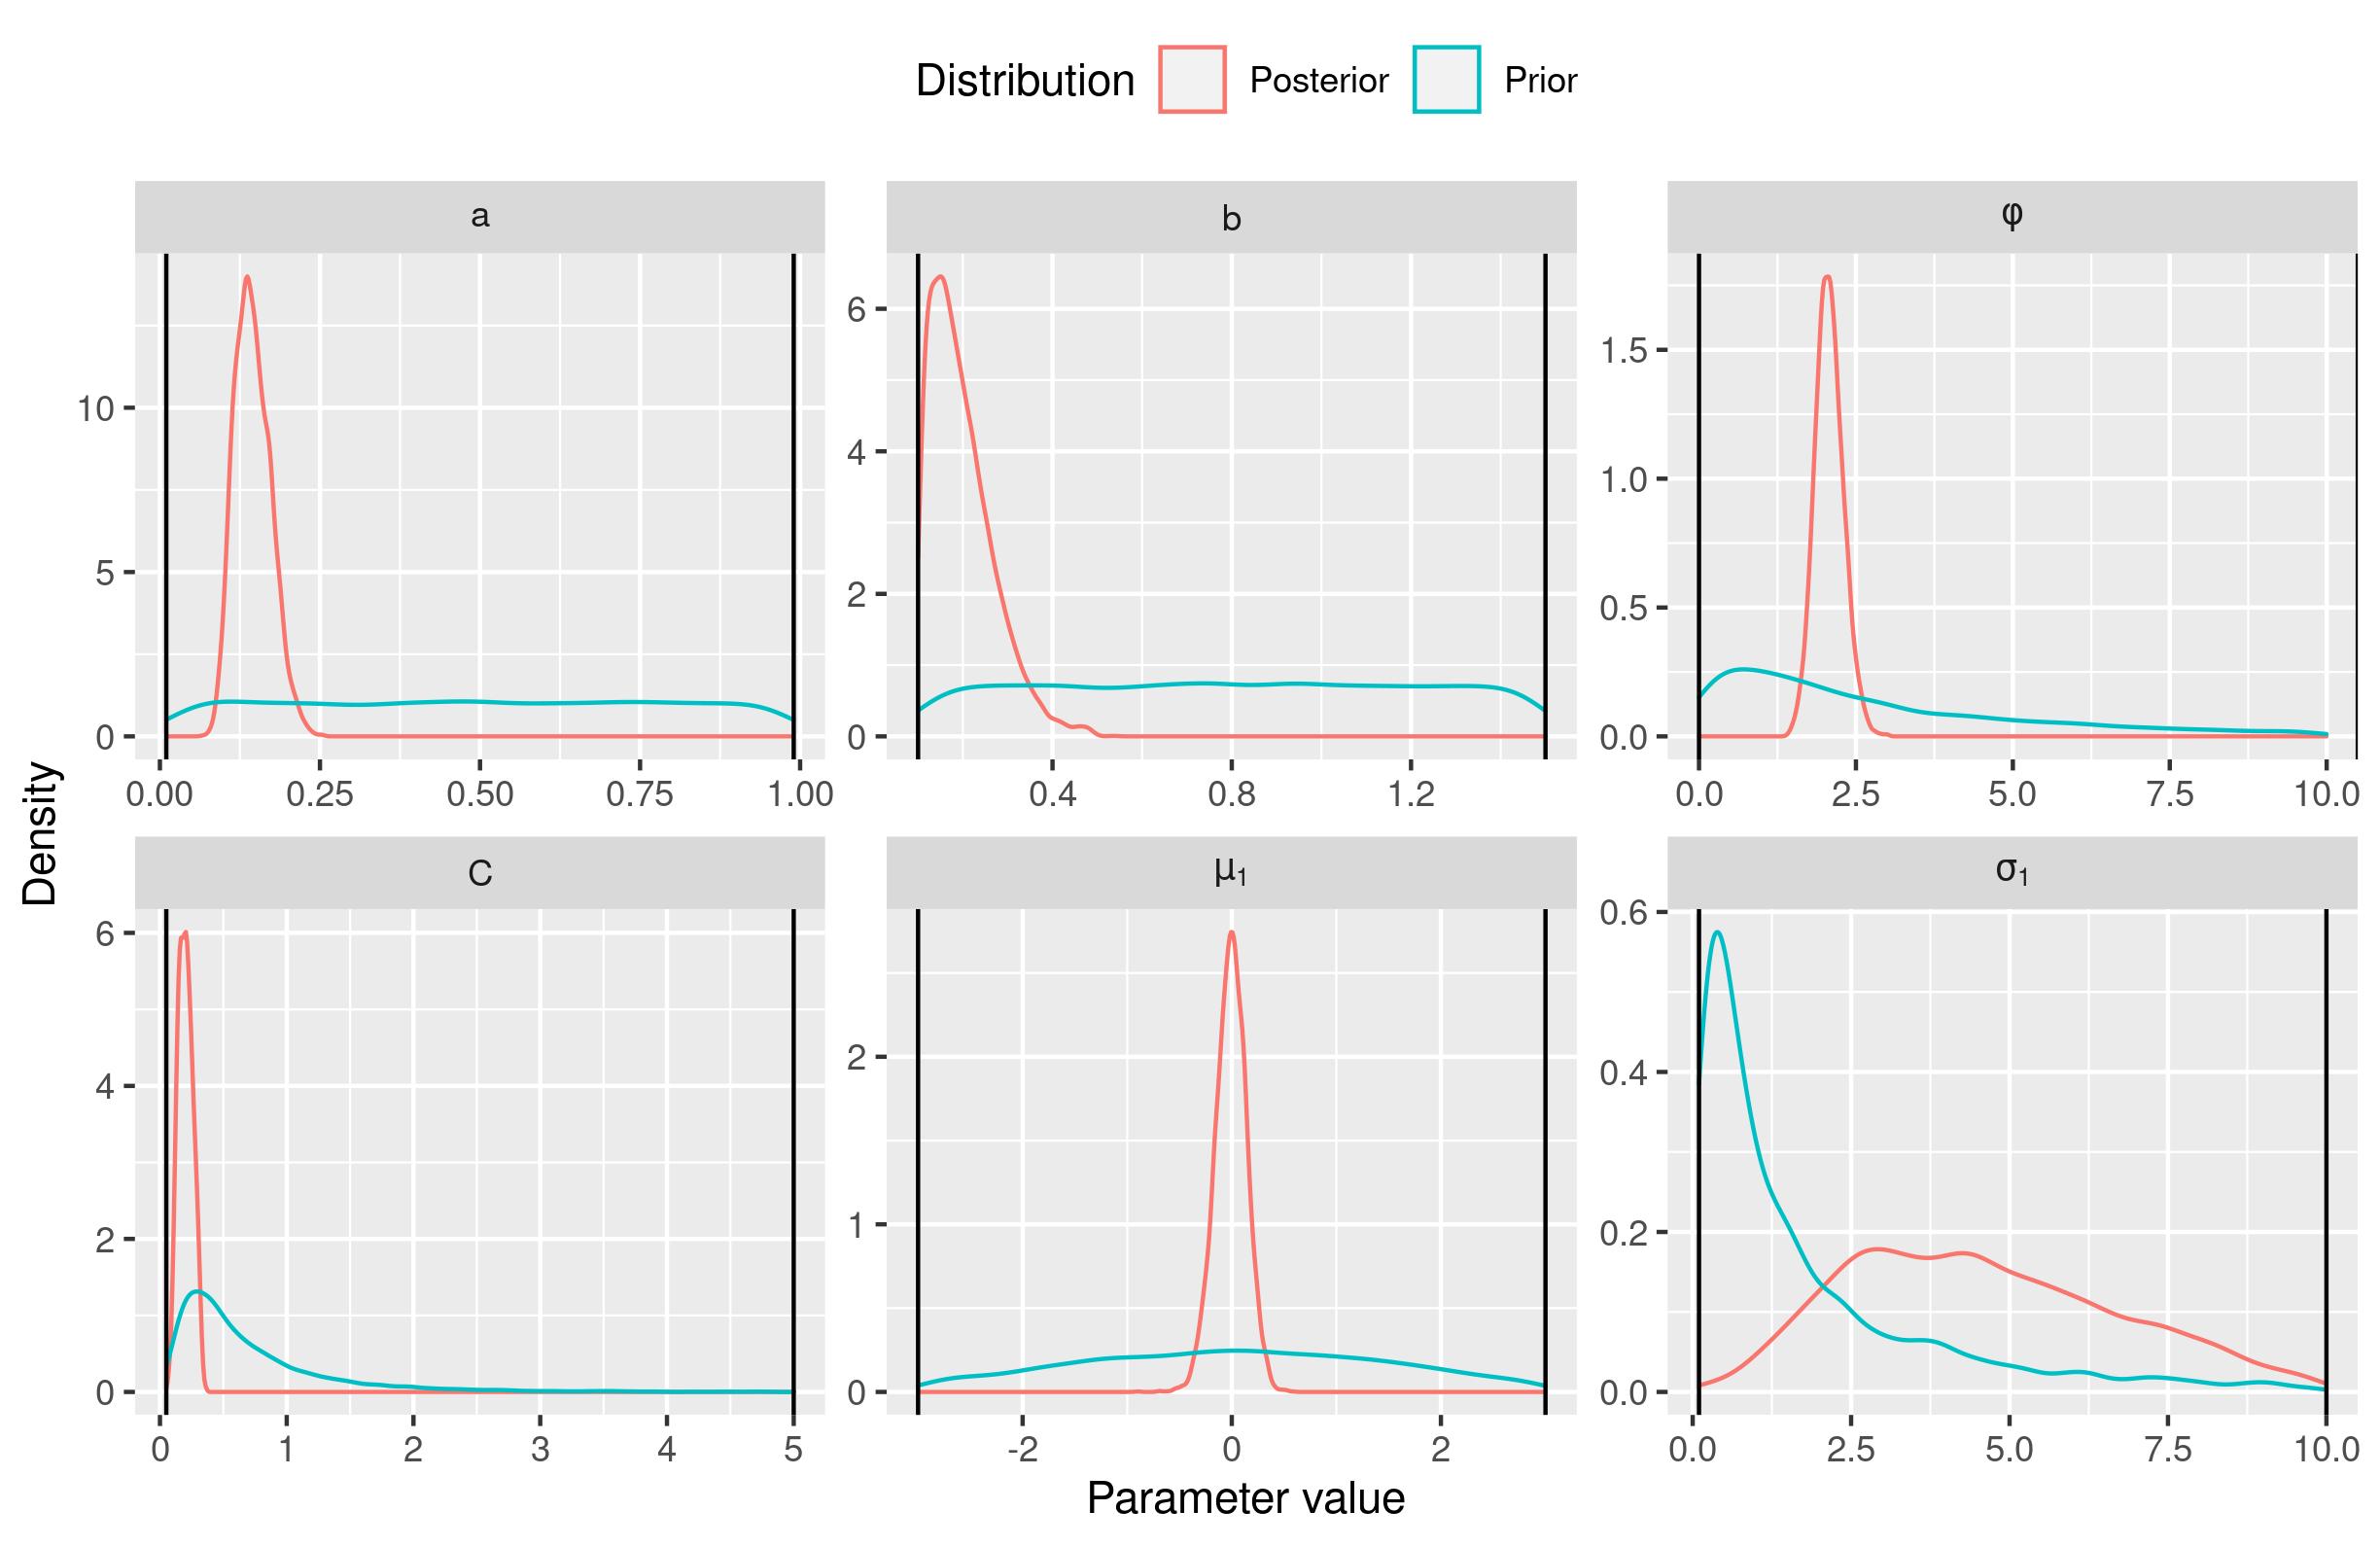 Distribution Posterior Prior
a b φ
0 5 10
0 2 4 6
0.0 0.5 1.0 1.5
0.00 0.25 0.50 0.75 1.00
0.4 0.8 1.2
0.0 2.5 5.0 7.5 10.0
C μ₁ σ₁
0 2 4 6
0 1 2
0.0 0.2 0.4 0.6
0 1 2 3 4 5
-2 0 2
0.0 2.5 5.0 7.5 10.0
Density
Parameter value